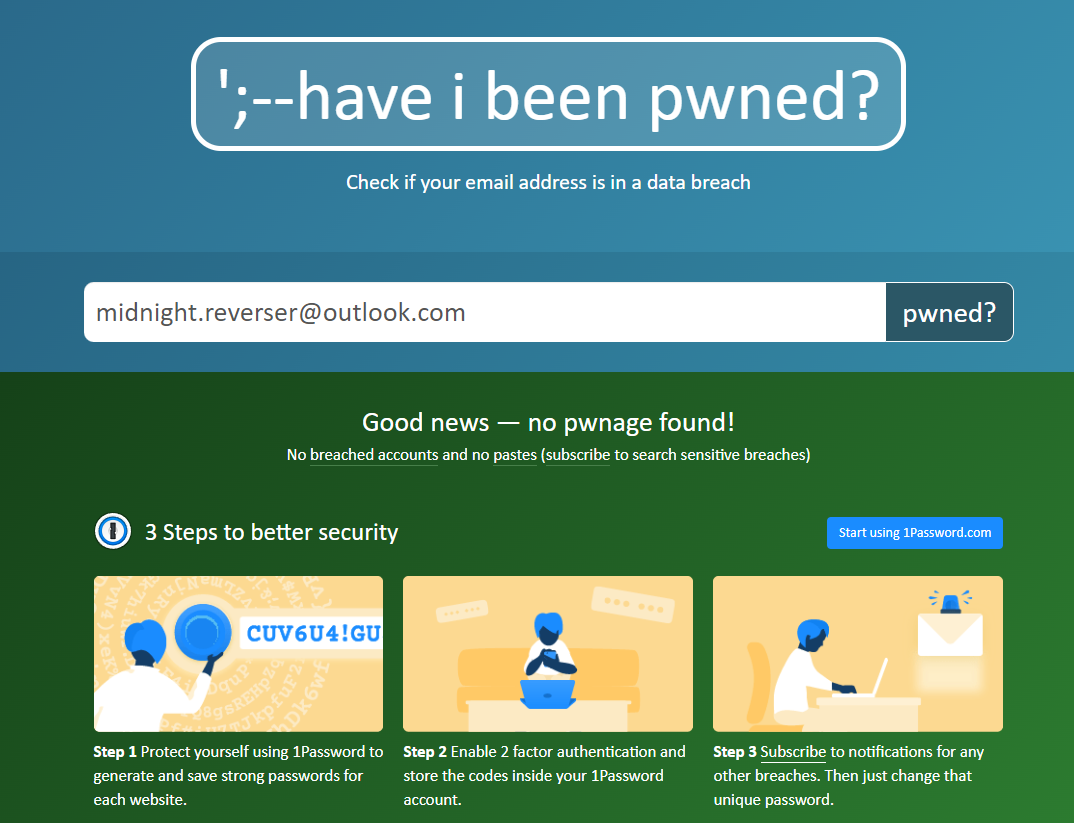 ';--have i been pwned?
Check if your email address is in a data breach
midnight.reverser@outlook.com
pwned?
Good news — no pwnage found!
No breached accounts and no pastes (subscribe to search sensitive breaches)
3 Steps to better security
Start using 1Password.com
CUV6U4!GU
Step 1 Protect yourself using 1Password to
generate and save strong passwords for
each website.
Step 2 Enable 2 factor authentication and
store the codes inside your 1Password
account.
Step 3 Subscribe to notifications for any
other breaches. Then just change that
unique password.